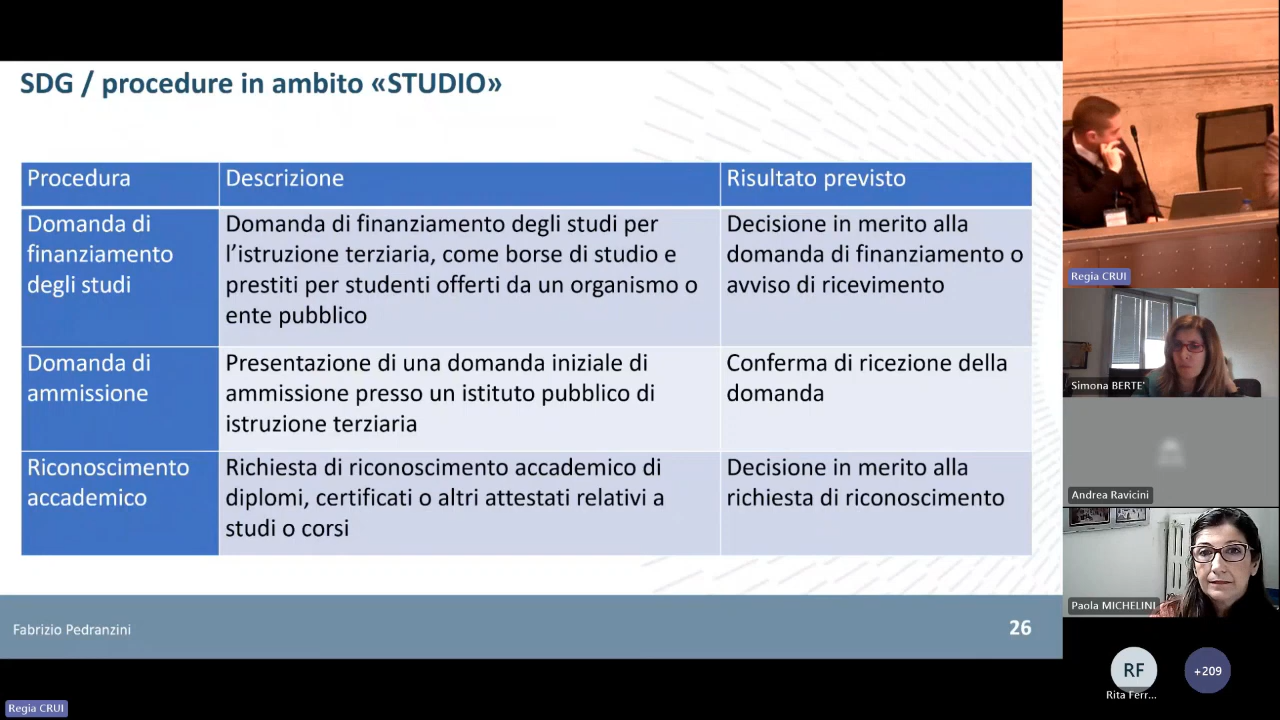 SDG / procedure in ambito «STUDIO»
Procedura
Descrizione
Risultato previsto
Domanda di
finanziamento
degli studi
Domanda di finanziamento degli studi per
l’istruzione terziaria, come borse di studio e
prestiti per studenti offerti da un organismo o
ente pubblico
Decisione in merito alla
domanda di finanziamento o
avviso di ricevimento
Domanda di
ammissione
Presentazione di una domanda iniziale di
ammissione presso un istituto pubblico di
istruzione terziaria
Conferma di ricezione della
domanda
Riconoscimento
accademico
Richiesta di riconoscimento accademico di
diplomi, certificati o altri attestati relativi a
studi o corsi
Decisione in merito alla
richiesta di riconoscimento
Fabrizio Pedranzini
26
Regia CRUI
Regia CRUI
Simona BERTE'
Andrea Ravicini
Paola MICHELINI
RF
Rita Ferr...
+209